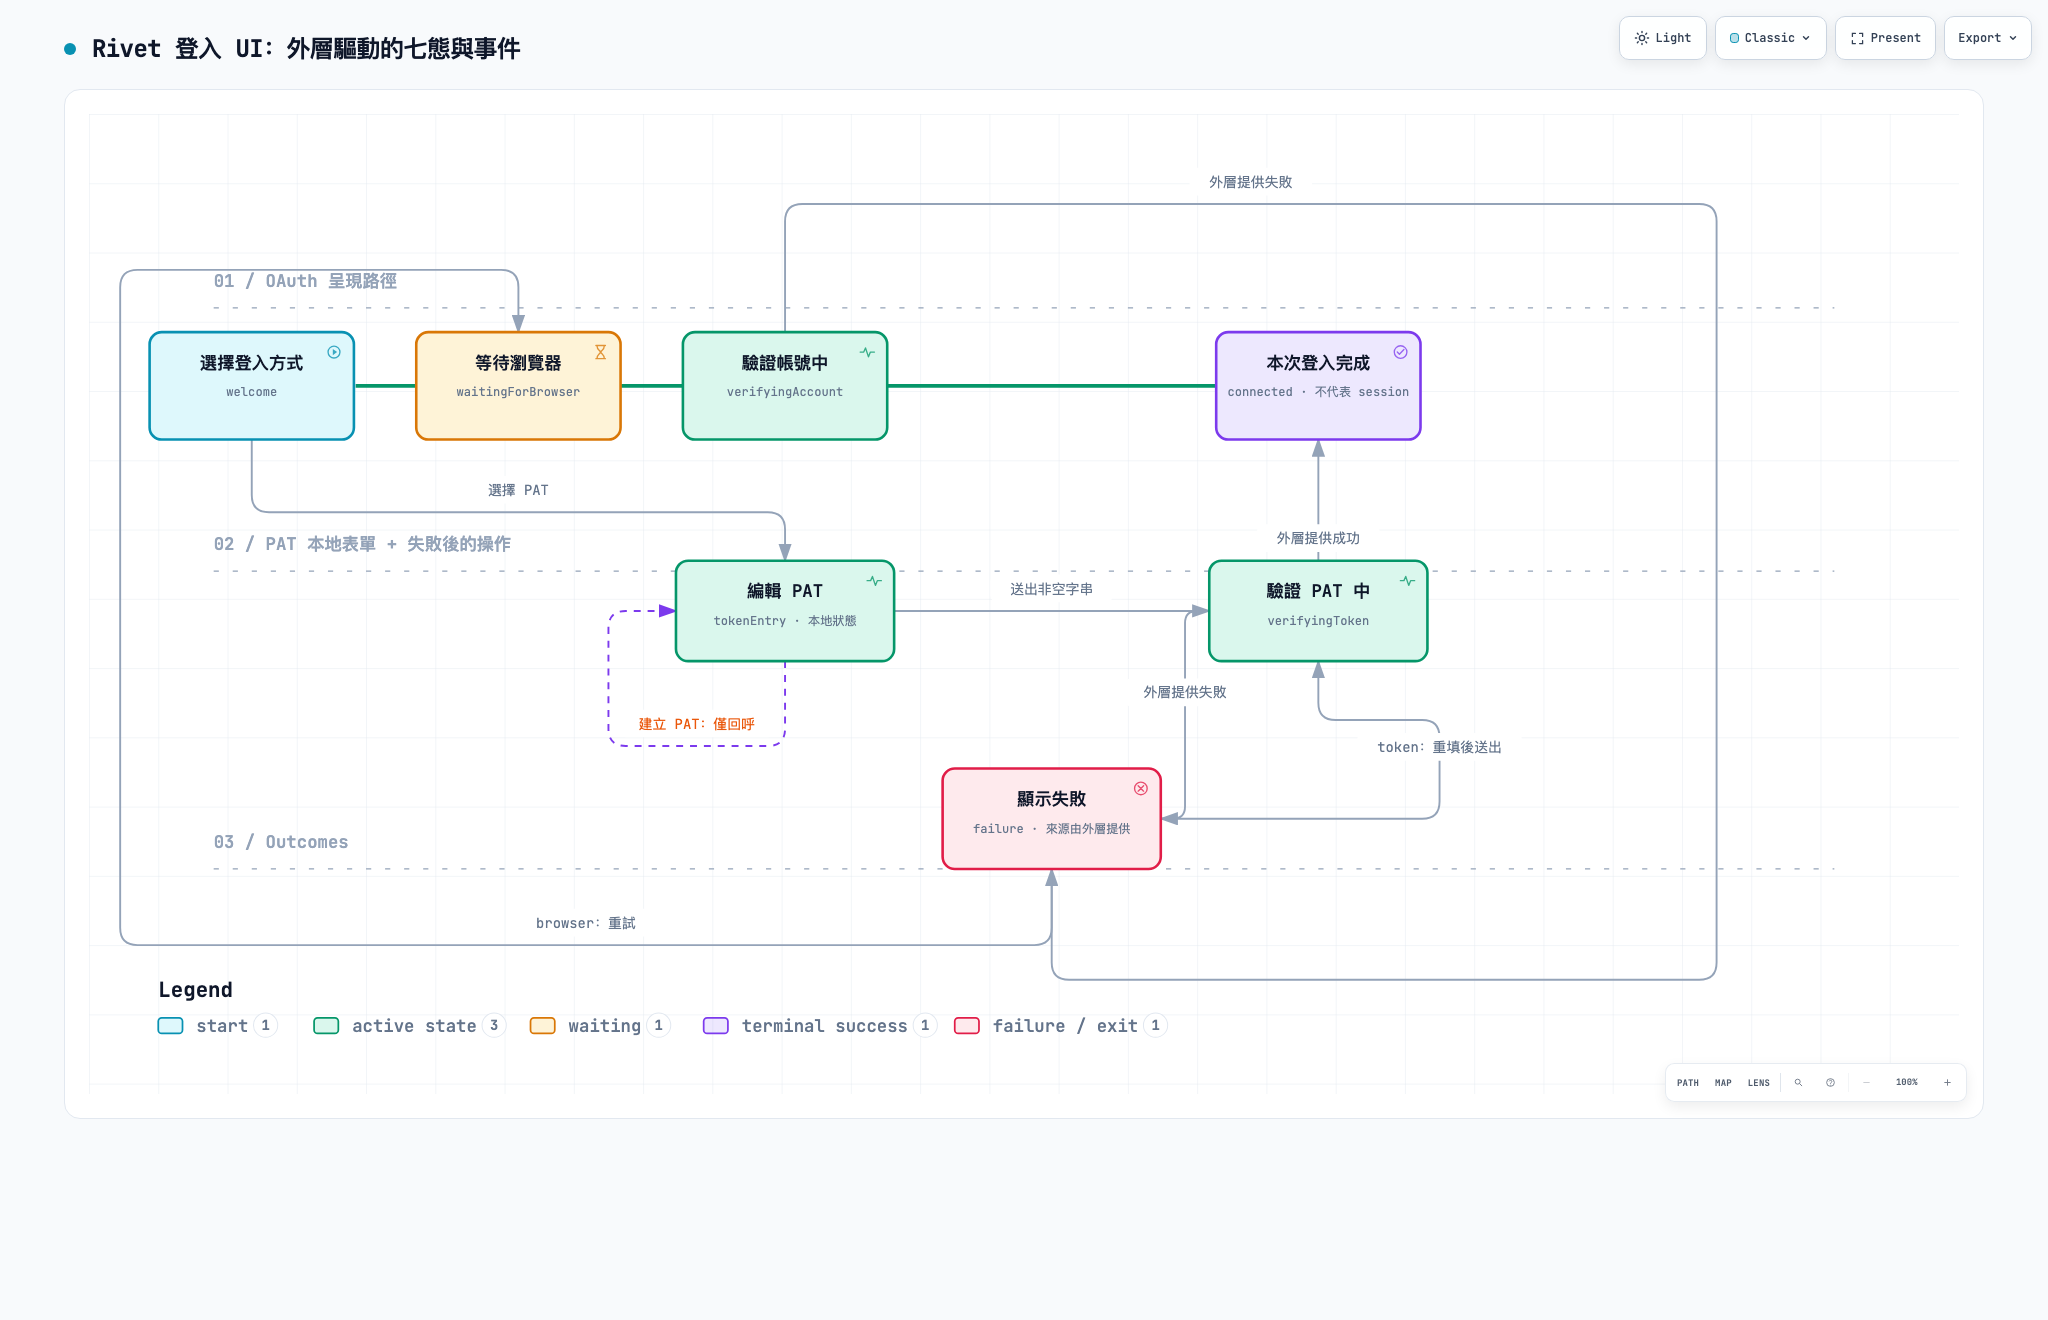 Rivet 登入 UI：外層驅動的七態與事件
Light
Classic
Present
Export
外層提供失敗
01 / OAuth 呈現路徑
選擇登入方式
welcome
等待瀏覽器
waitingForBrowser
驗證帳號中
verifyingAccount
本次登入完成
connected · 不代表 session
選擇 PAT
02 / PAT 本地表單 + 失敗後的操作
外層提供成功
編輯 PAT
tokenEntry · 本地狀態
送出非空字串
驗證 PAT 中
verifyingToken
外層提供失敗
建立 PAT：僅回呼
token：重填後送出
顯示失敗
failure · 來源由外層提供
03 / Outcomes
browser：重試
Legend
start 1
active state 3
waiting 1
terminal success 1
failure / exit 1
PATH
MAP
LENS
100%